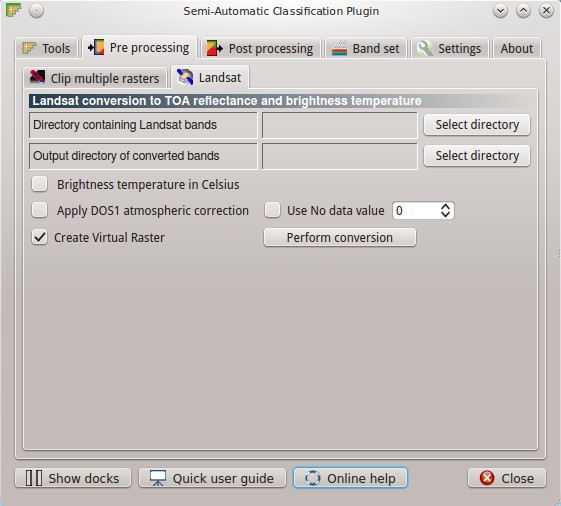 Semi-Automatic Classification Plugin
Tools Pre processing Post processing Band set Settings About
Clip multiple rasters Landsat
Landsat conversion to TOA reflectance and brightness temperature
Directory containing Landsat bands Select directory
Output directory of converted bands Select directory
Brightness temperature in Celsius
Apply DOS1 atmospheric correction Use No data value 0
Create Virtual Raster Perform conversion
Show docks Quick user guide Online help Close